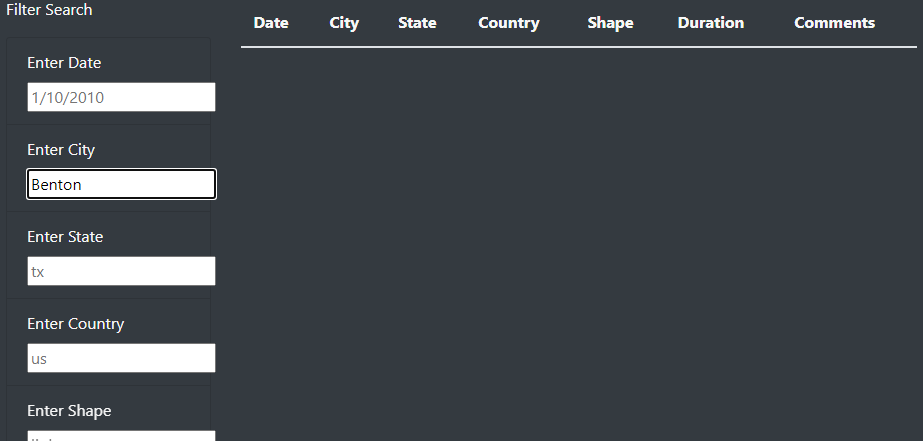 Filter Search
Enter Date
1/10/2010
Enter City
Benton
Enter State
tx
Enter Country
us
Enter Shape
Date City State Country Shape Duration Comments